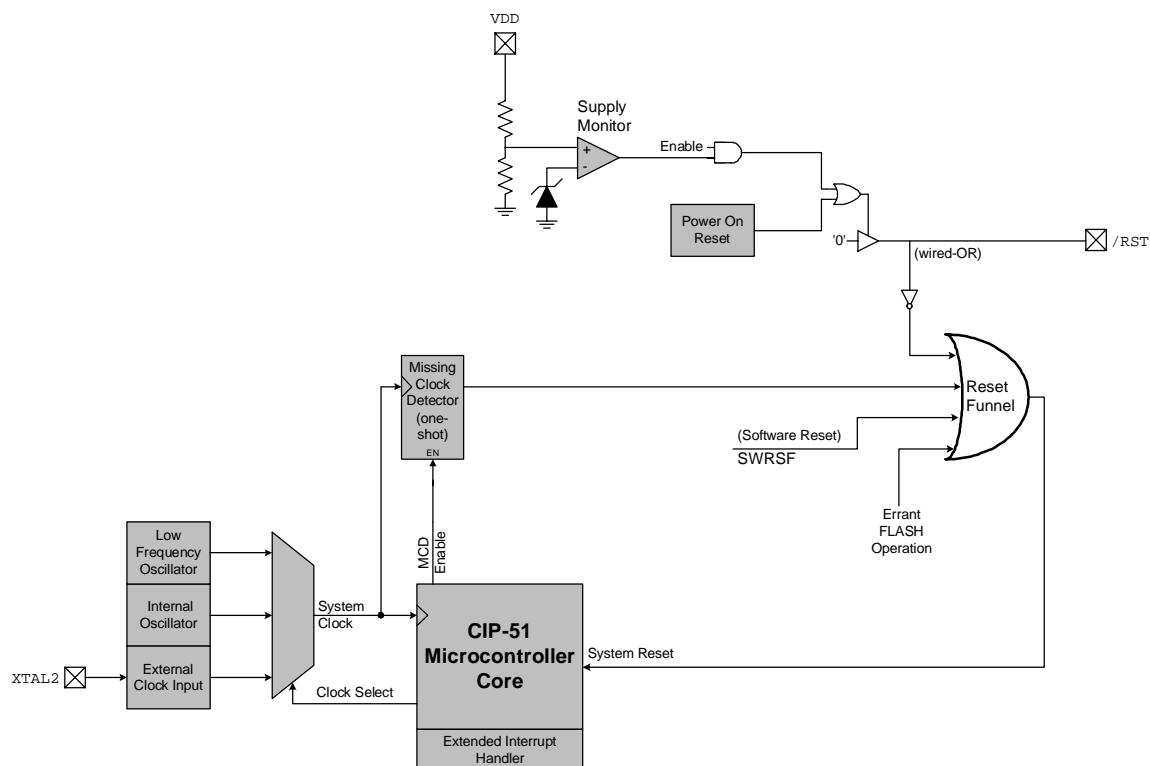 VDD
Supply
Monitor
+
-
Enable
Power On
Reset
'0'
(wired-OR)
/RST
Missing
Clock
Detector
(one-
shot)
EN
Reset
Funnel
(Software Reset)
SWRSF
Errant
FLASH
Operation
MCD
Enable
Low
Frequency
Oscillator
Internal
Oscillator
External
Clock Input
XTAL2
System
Clock
Clock Select
CIP-51
Microcontroller
Core
System Reset
Extended Interrupt
Handler